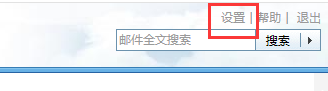 设置 | 帮助 | 退出
邮件全文搜索 搜索